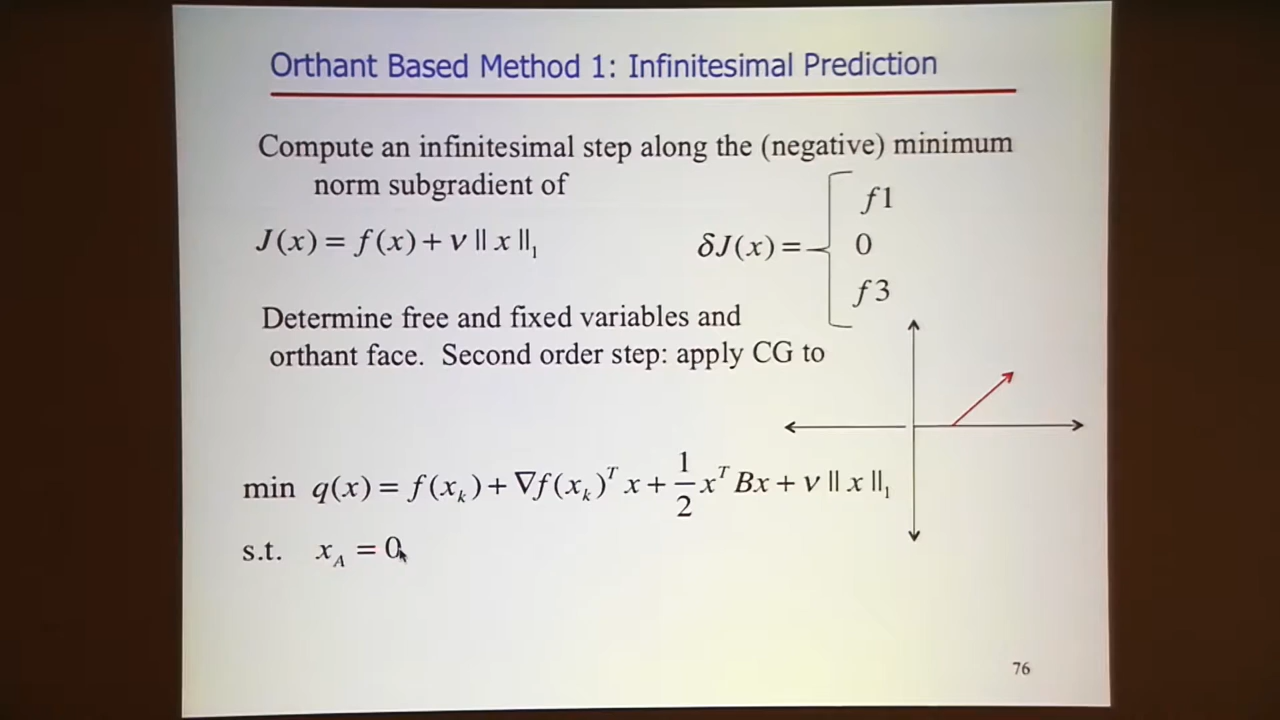 Orthant Based Method 1: Infinitesimal Prediction
Compute an infinitesimal step along the (negative) minimum
norm subgradient of
J(x) = f(x) + ν || x ||₁
δJ(x) =
f1
0
f3
Determine free and fixed variables and
orthant face. Second order step: apply CG to
min q(x) = f(xₖ) + ∇f(xₖ)ᵀ x + 1/2 xᵀ Bx + ν || x ||₁
s.t. x_A = 0
76